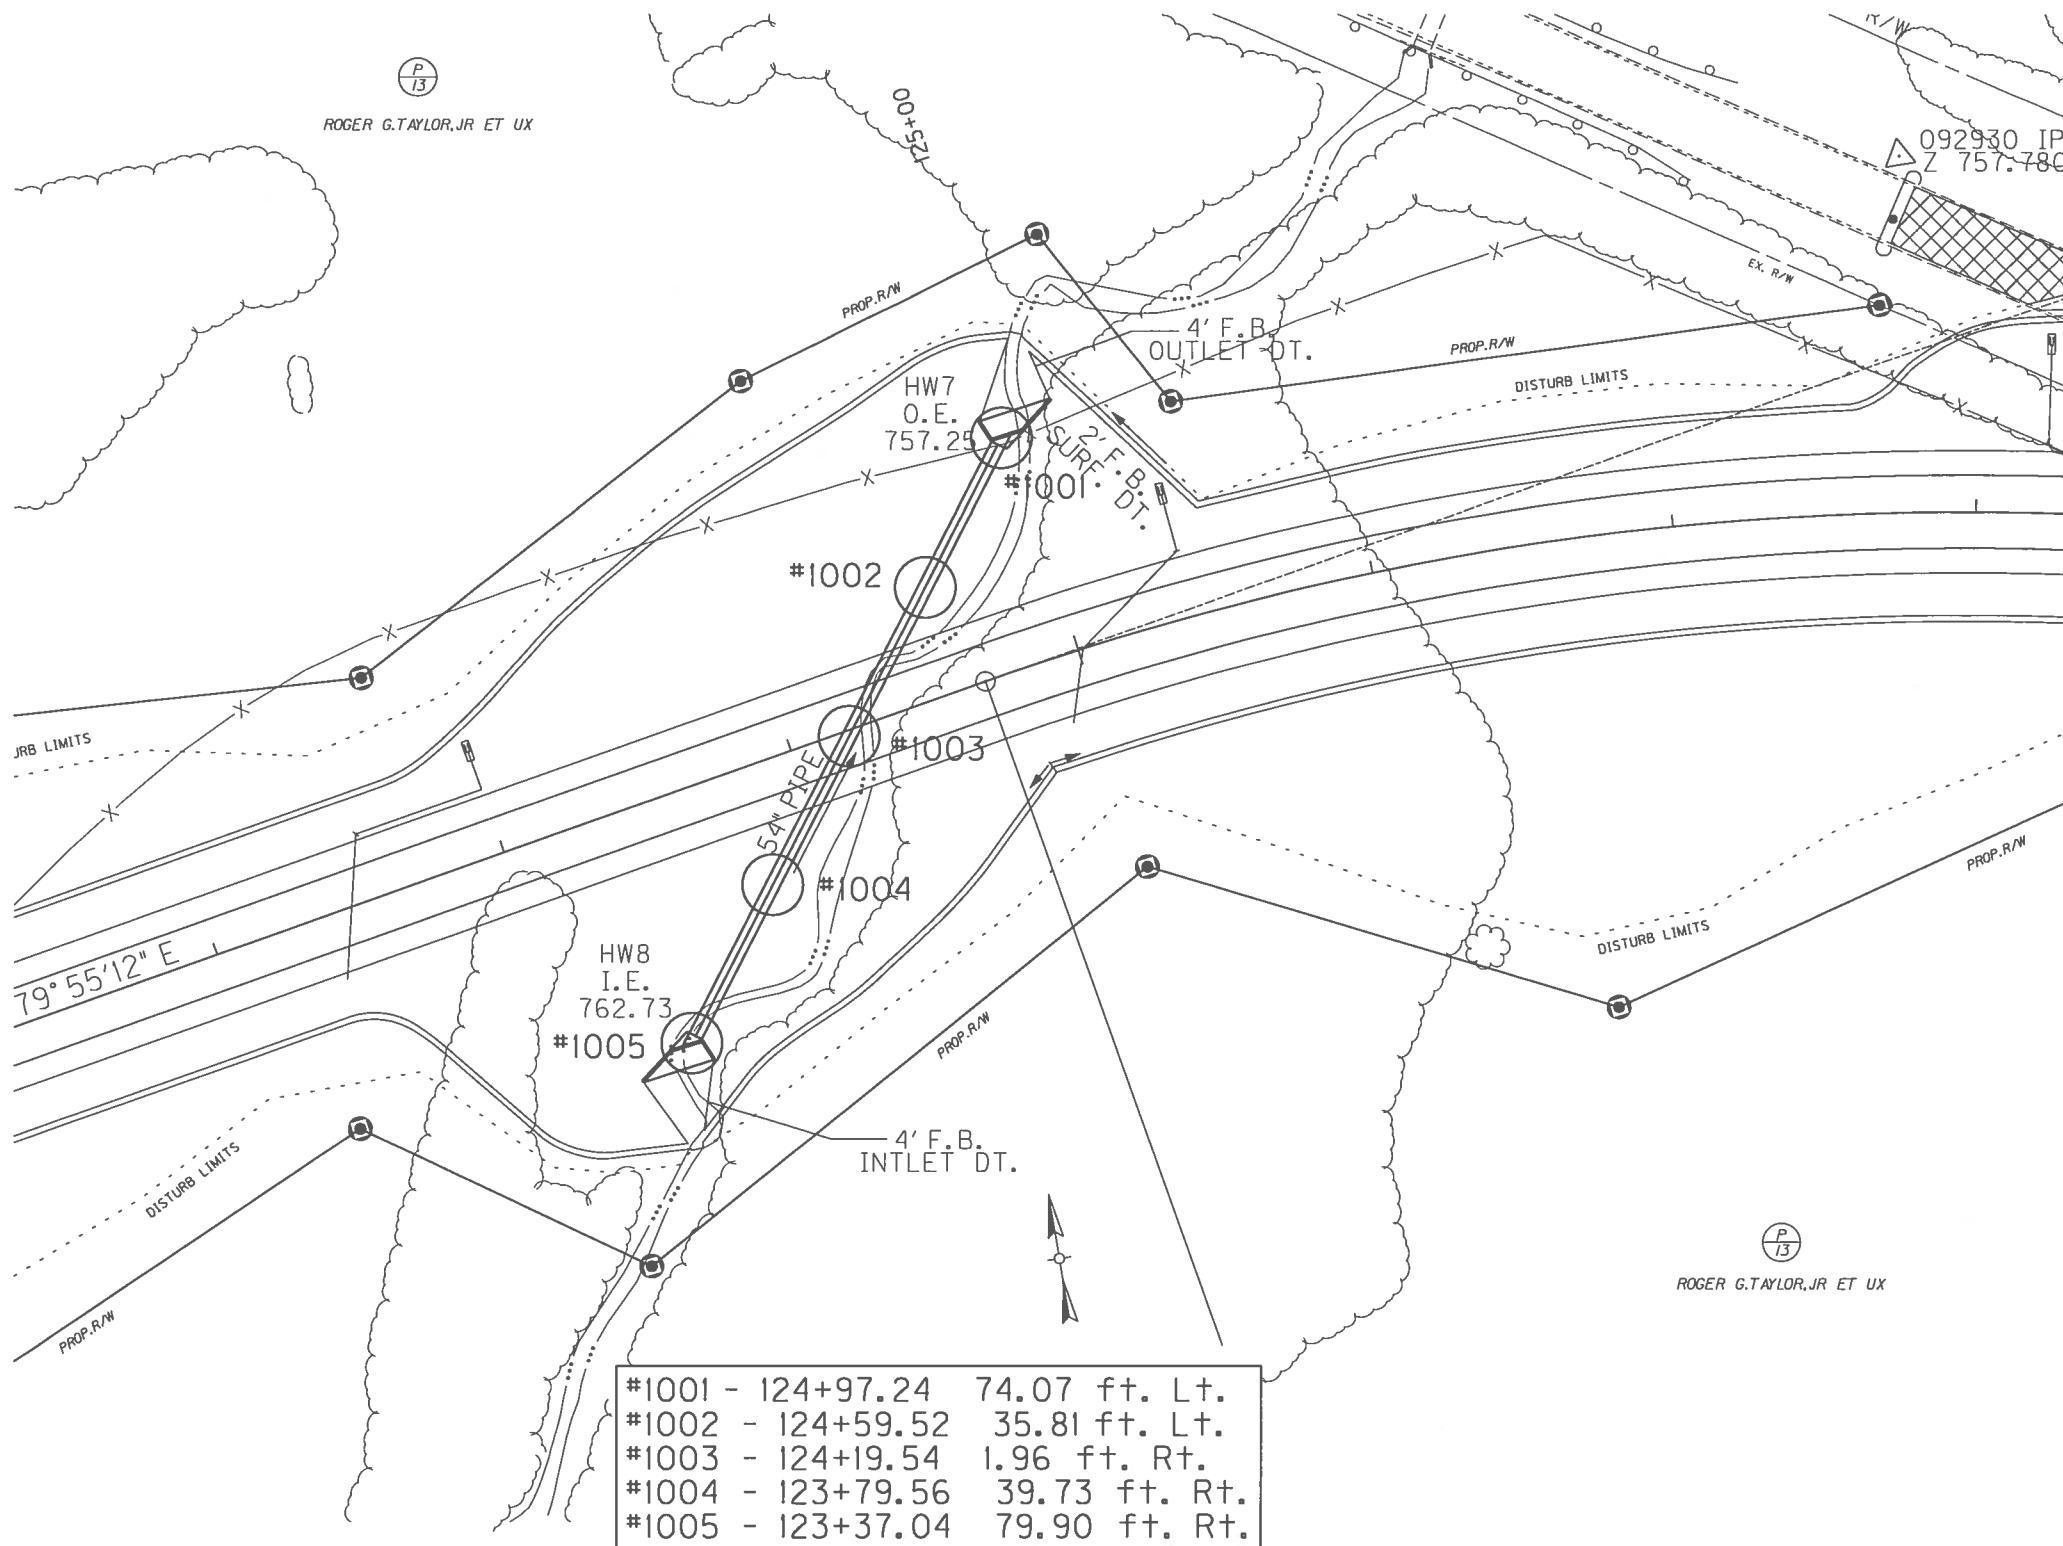 P
13
ROGER G.TAYLOR,JR ET UX
125+00
R/W
092930 IP
Z 757.780
EX. R/W
PROP.R/W
4' F.B.
OUTLET DT.
PROP.R/W
DISTURB LIMITS
HW7
O.E.
757.25
#1001
2' F.B.
SURF. DT.
#1002
URB LIMITS
#1003
54" PIPE
#1004
PROP.R/W
DISTURB LIMITS
79°55'12" E
HW8
I.E.
762.73
#1005
PROP.R/W
4' F.B.
INTLET DT.
DISTURB LIMITS
PROP.R/W
P
13
ROGER G.TAYLOR,JR ET UX
#1001 - 124+97.24 74.07 ft. Lt.
#1002 - 124+59.52 35.81 ft. Lt.
#1003 - 124+19.54 1.96 ft. Rt.
#1004 - 123+79.56 39.73 ft. Rt.
#1005 - 123+37.04 79.90 ft. Rt.